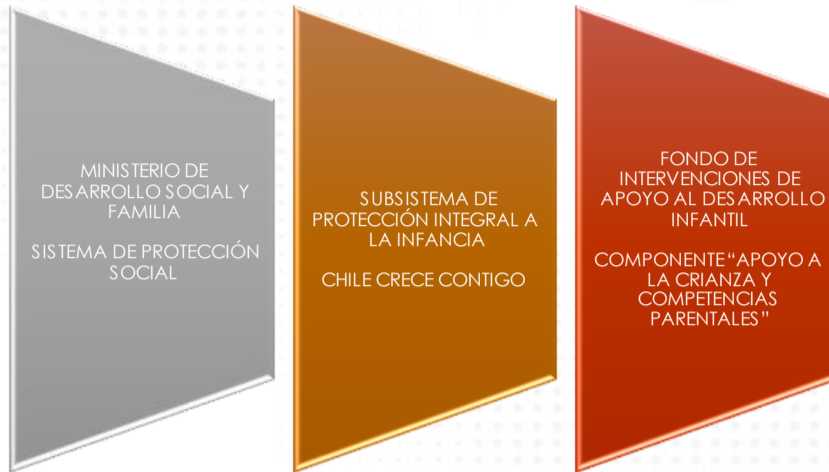 MINISTERIO DE
DESARROLLO SOCIAL Y
FAMILIA
SISTEMA DE PROTECCIÓN
SOCIAL
SUBSISTEMA DE
PROTECCIÓN INTEGRAL A
LA INFANCIA
CHILE CRECE CONTIGO
FONDO DE
INTERVENCIONES DE
APOYO AL DESARROLLO
INFANTIL
COMPONENTE "APOYO A
LA CRIANZA Y
COMPETENCIAS
PARENTALES"